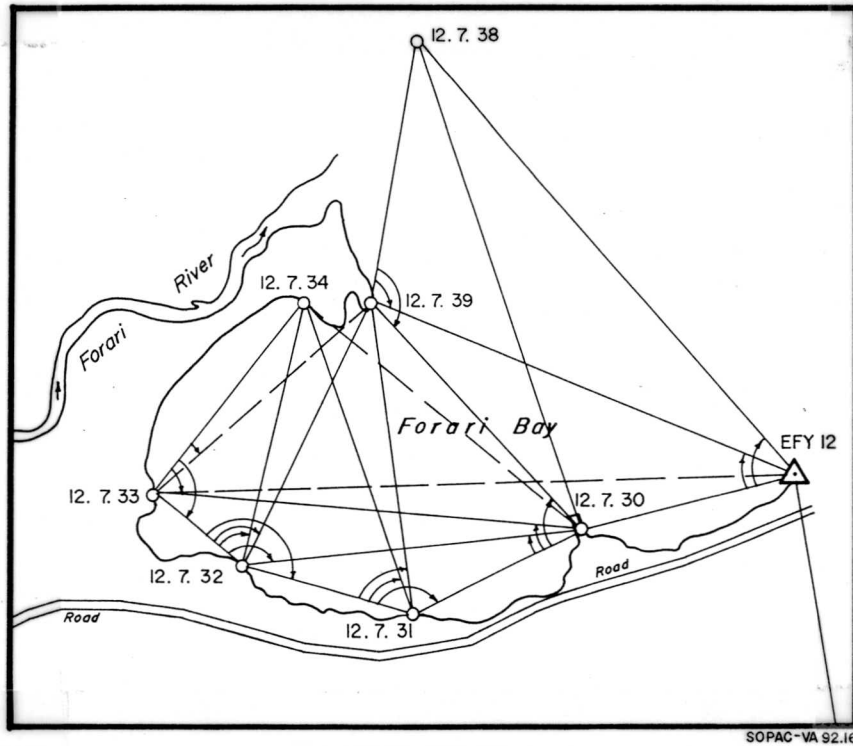 12. 7. 38
River
12. 7. 34
12. 7. 39
Forari
Forari Bay
EFY 12
12. 7. 33
12. 7. 30
12. 7. 32
Road
Road
12. 7. 31
SOPAC-VA 92.16